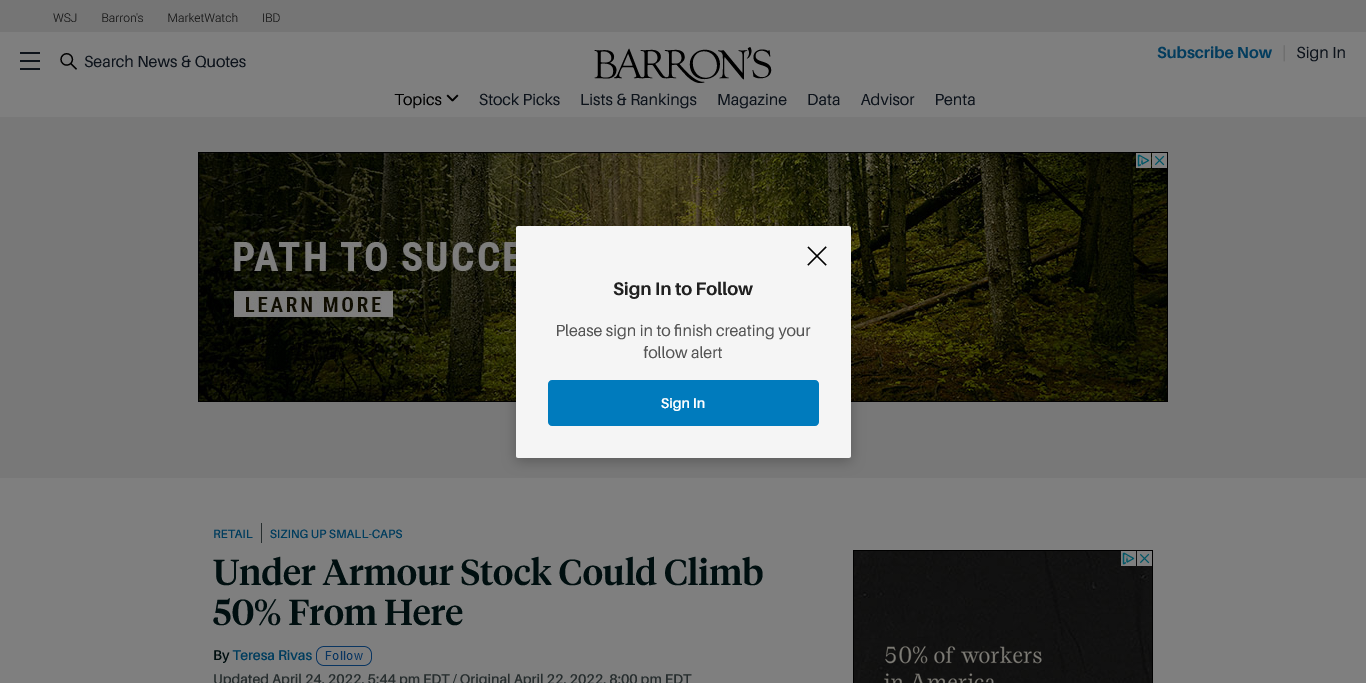 WSJ Barron's MarketWatch IBD
Search News & Quotes
BARRON'S
Subscribe Now Sign In
Topics Stock Picks Lists & Rankings Magazine Data Advisor Penta
PATH TO SUCCE
LEARN MORE
Sign In to Follow
Please sign in to finish creating your
follow alert
Sign In
RETAIL SIZING UP SMALL-CAPS
Under Armour Stock Could Climb
50% From Here
By Teresa Rivas Follow
Updated April 24, 2022, 5:44 pm EDT / Original April 22, 2022, 8:00 pm EDT
50% of workers
in America